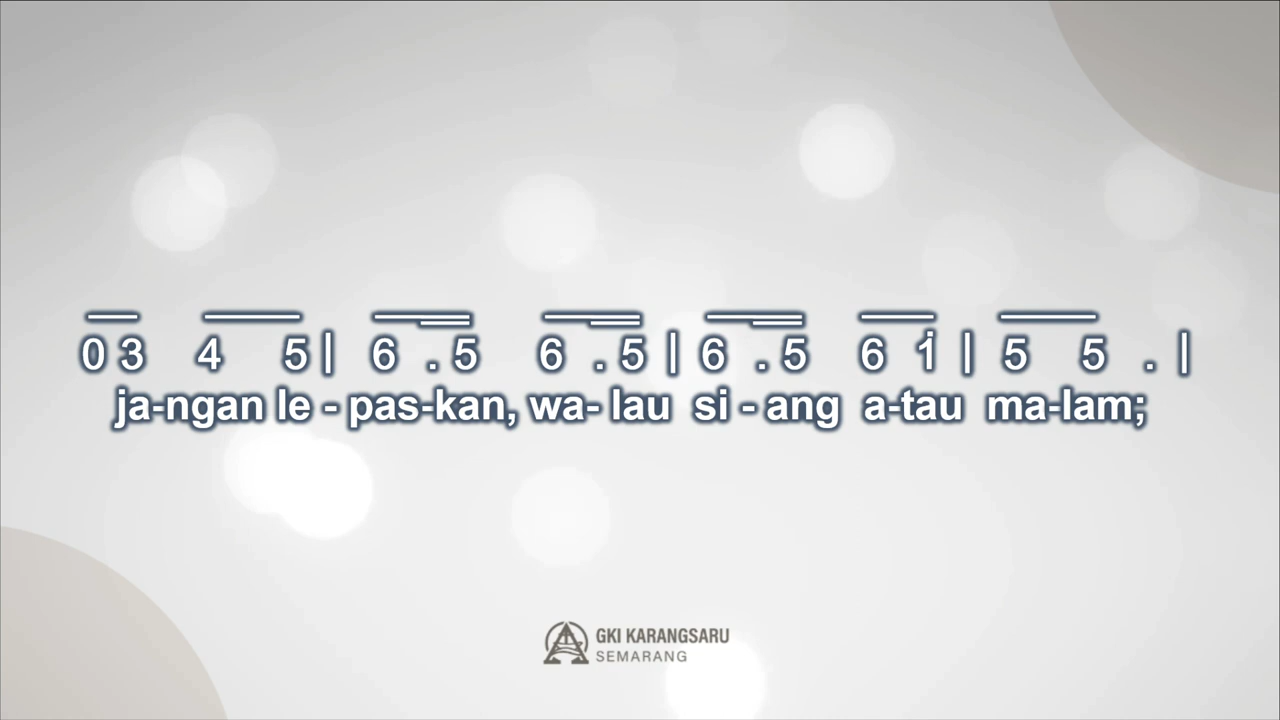 0 3 4 5 | 6 . 5 6 . 5 | 6 . 5 6 1̇ | 5 5 . |
ja-ngan le - pas-kan, wa- lau si - ang a-tau ma-lam;
GKI KARANGSARU
SEMARANG